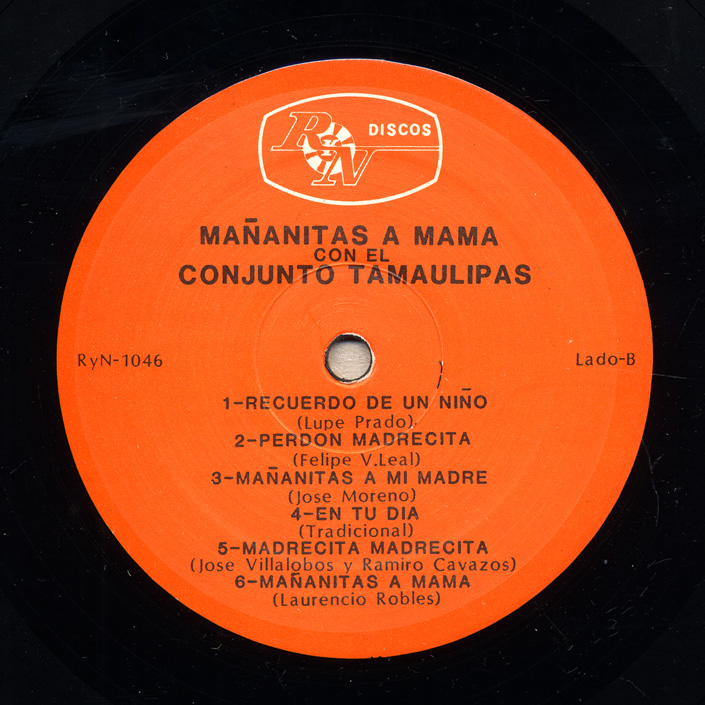 RyN DISCOS
MAÑANITAS A MAMA
CON EL
CONJUNTO TAMAULIPAS
RyN-1046
Lado-B
1-RECUERDO DE UN NIÑO
(Lupe Prado)
2-PERDON MADRECITA
(Felipe V.Leal)
3-MAÑANITAS A MI MADRE
(Jose Moreno)
4-EN TU DIA
(Tradicional)
5-MADRECITA MADRECITA
(Jose Villalobos y Ramiro Cavazos)
6-MAÑANITAS A MAMA
(Laurencio Robles)